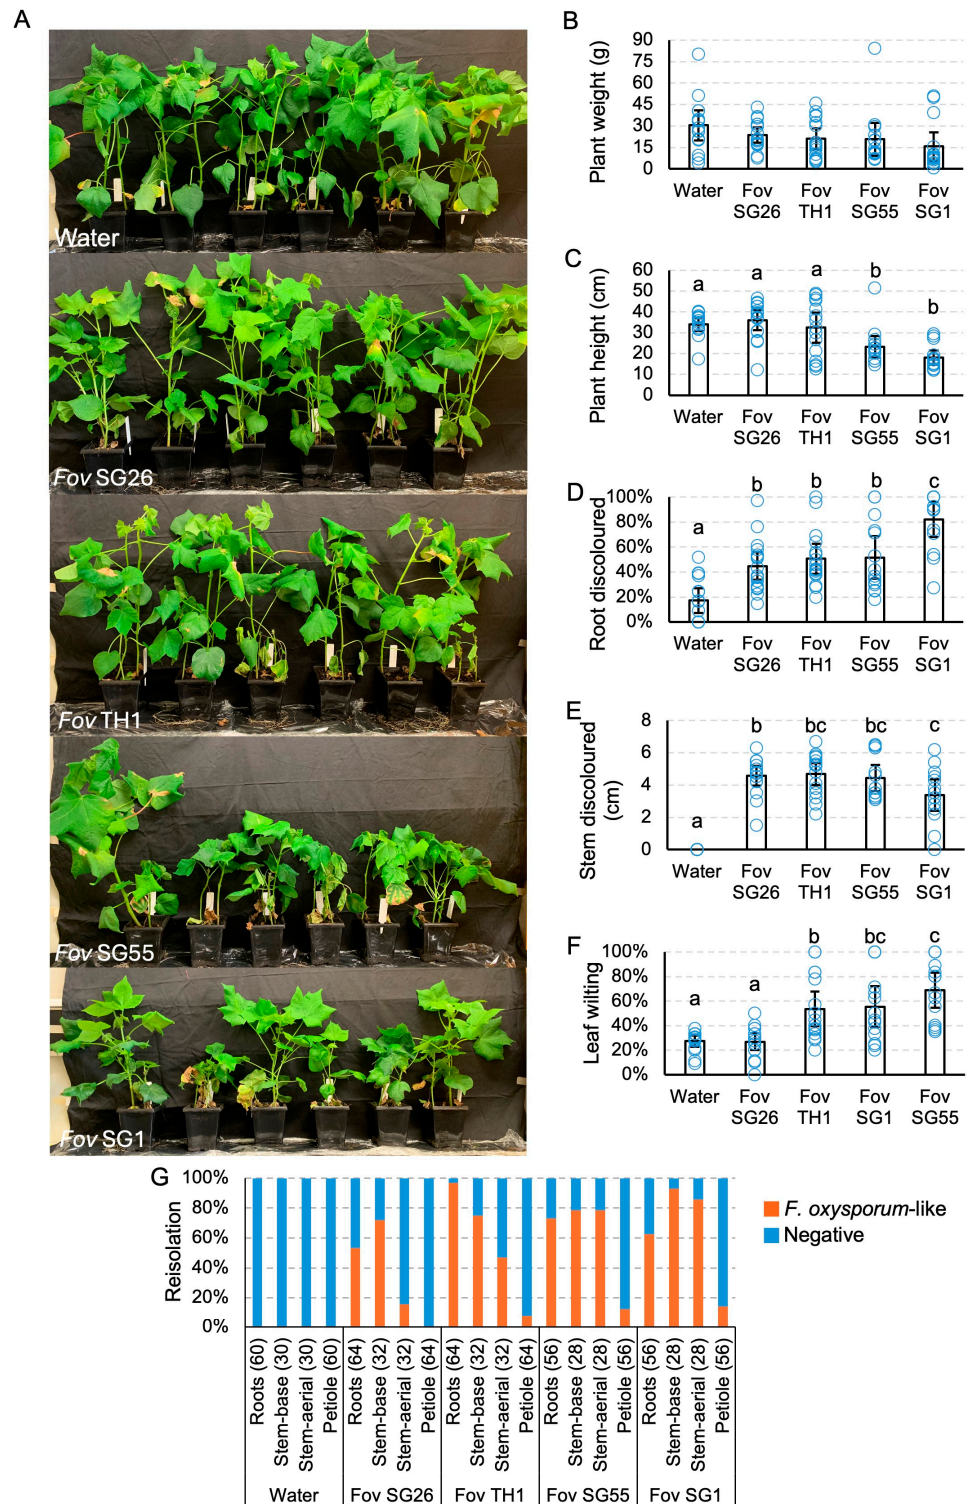 A
Water
Fov SG26
Fov TH1
Fov SG55
Fov SG1
B
Plant weight (g)
90
75
60
45
30
15
0
Water
Fov SG26
Fov TH1
Fov SG55
Fov SG1
C
Plant height (cm)
60
50
40
30
20
10
0
a
a
a
b
b
Water
Fov SG26
Fov TH1
Fov SG55
Fov SG1
D
Root discoloured
100%
80%
60%
40%
20%
0%
a
b
b
b
c
Water
Fov SG26
Fov TH1
Fov SG55
Fov SG1
E
Stem discoloured
(cm)
8
6
4
2
0
a
b
bc
bc
c
Water
Fov SG26
Fov TH1
Fov SG55
Fov SG1
F
Leaf wilting
100%
80%
60%
40%
20%
0%
a
a
b
bc
c
Water
Fov SG26
Fov TH1
Fov SG1
Fov SG55
G
Reisolation
100%
80%
60%
40%
20%
0%
F. oxysporum-like
Negative
Roots (60)
Stem-base (30)
Stem-aerial (30)
Petiole (60)
Roots (64)
Stem-base (32)
Stem-aerial (32)
Petiole (64)
Roots (64)
Stem-base (32)
Stem-aerial (32)
Petiole (64)
Roots (56)
Stem-base (28)
Stem-aerial (28)
Petiole (56)
Roots (56)
Stem-base (28)
Stem-aerial (28)
Petiole (56)
Water
Fov SG26
Fov TH1
Fov SG55
Fov SG1